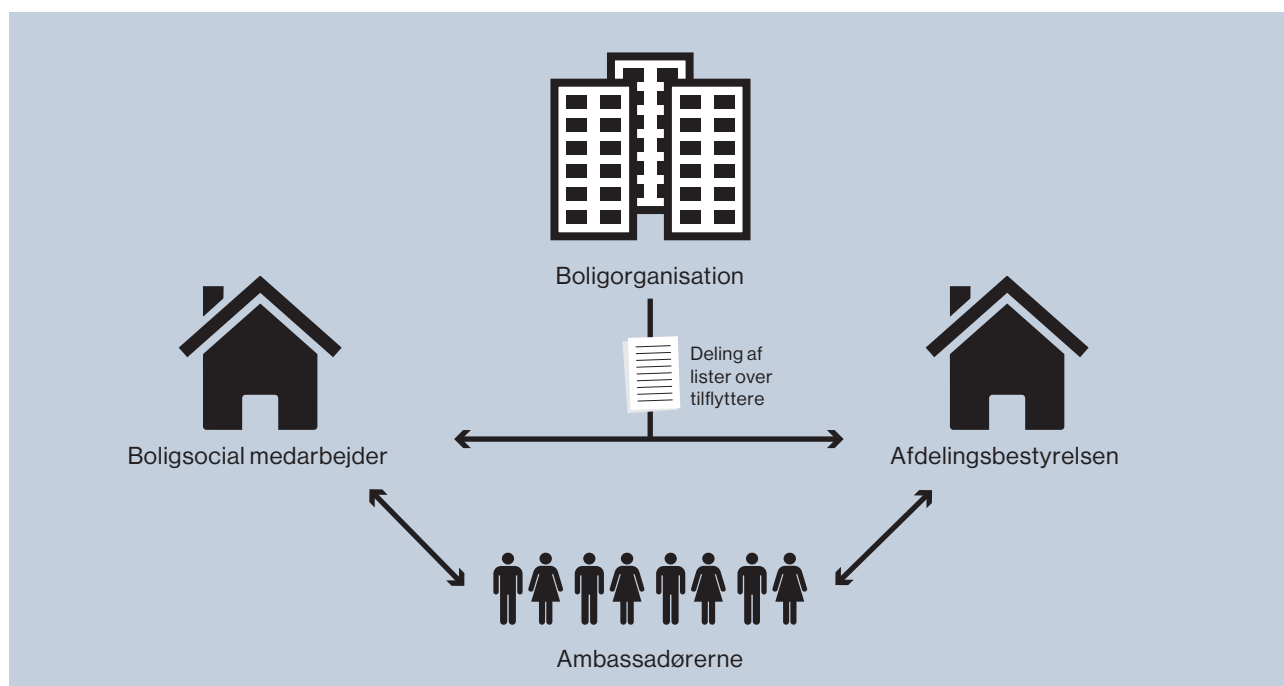 Boligorganisation
Deling af
lister over
tilflyttere
Boligsocial medarbejder
Afdelingsbestyrelsen
Ambassadørerne